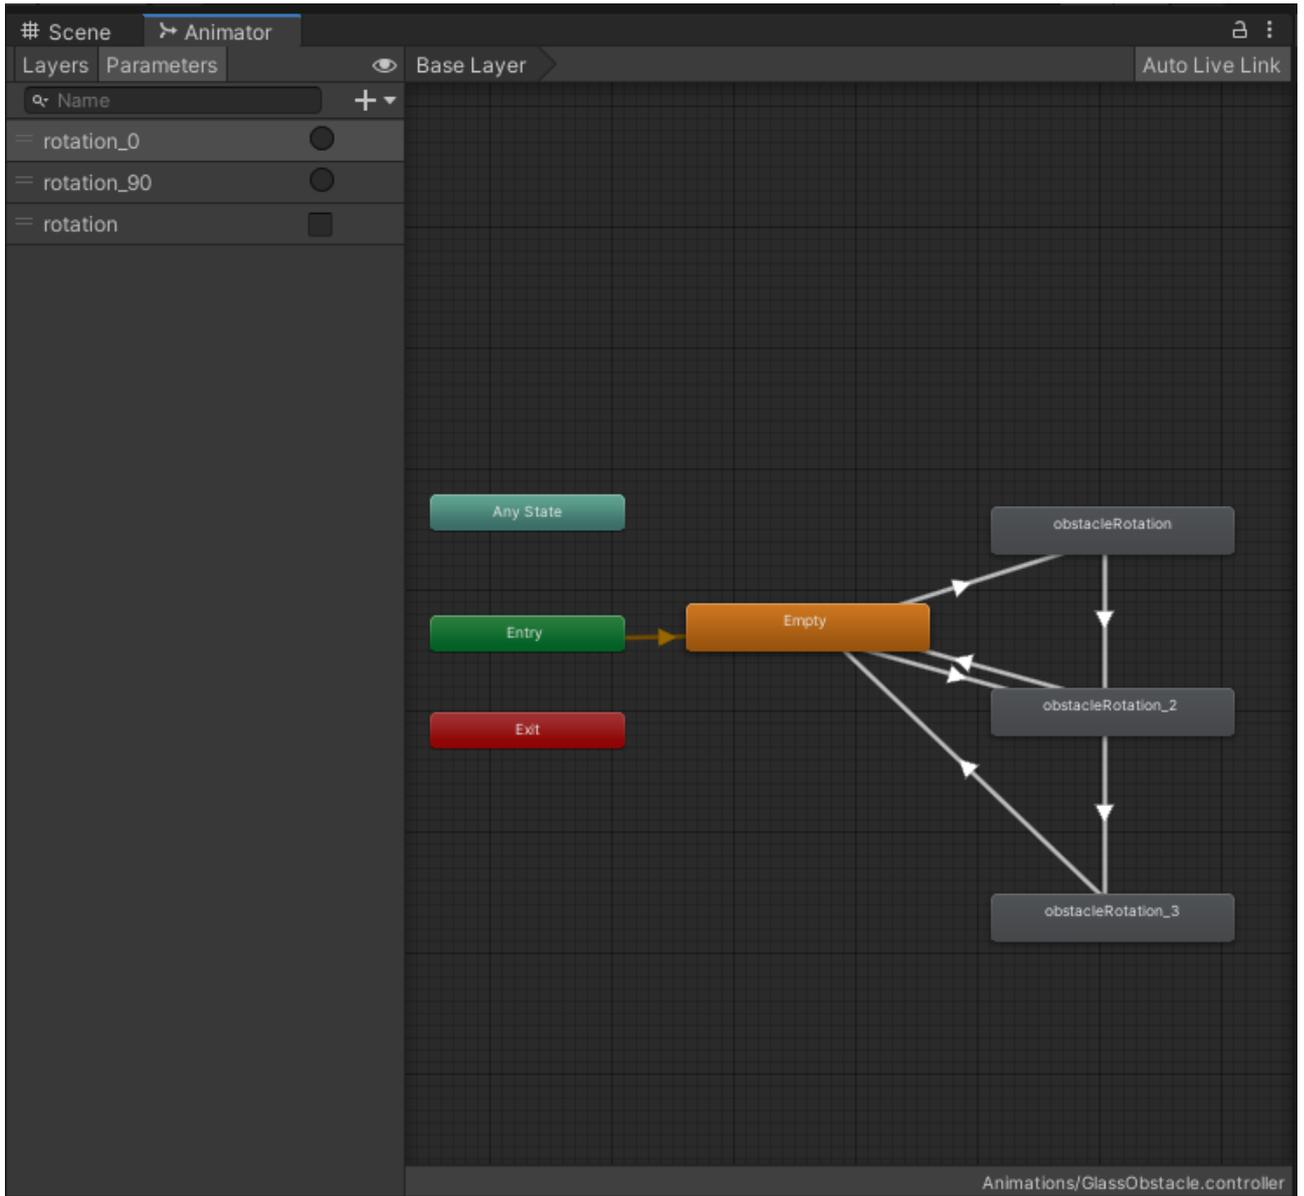 Scene Animator
Layers Parameters Base Layer Auto Live Link
Name
rotation_0
rotation_90
rotation
Any State
obstacleRotation
Empty
Entry
obstacleRotation_2
Exit
obstacleRotation_3
Animations/GlassObstacle.controller